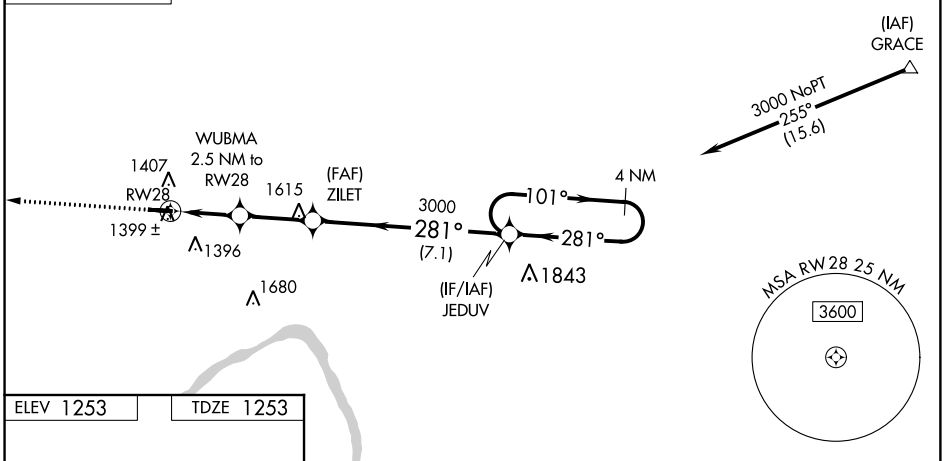 (IAF)
GRACE
3000 NoPT
255°
(15.6)
WUBMA
2.5 NM to
RW28
1407
RW28
1399 ±
1396
1615
(FAF)
ZILET
1680
3000
281°
(7.1)
101°
4 NM
281°
(IF/IAF)
JEDUV
1843
MSA RW 28 25 NM
3600
ELEV 1253
TDZE 1253